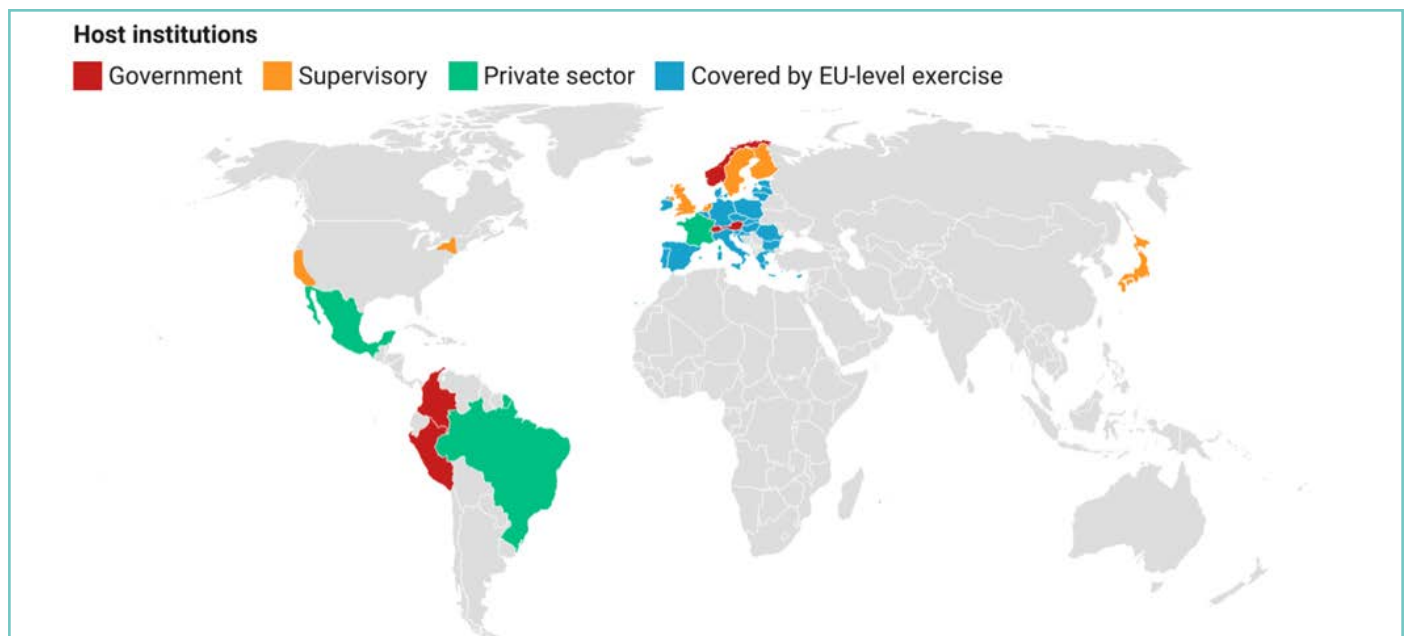 Host institutions
Government Supervisory Private sector Covered by EU-level exercise